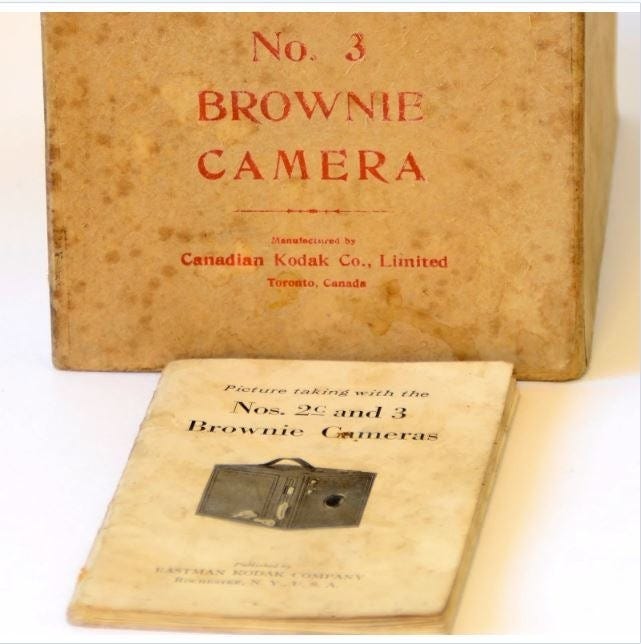 No. 3
BROWNIE
CAMERA
Manufactured by
Canadian Kodak Co., Limited
Toronto, Canada
Picture taking with the
Nos. 2C and 3
Brownie Cameras
Published by
EASTMAN KODAK COMPANY
ROCHESTER, N. Y., U. S. A.